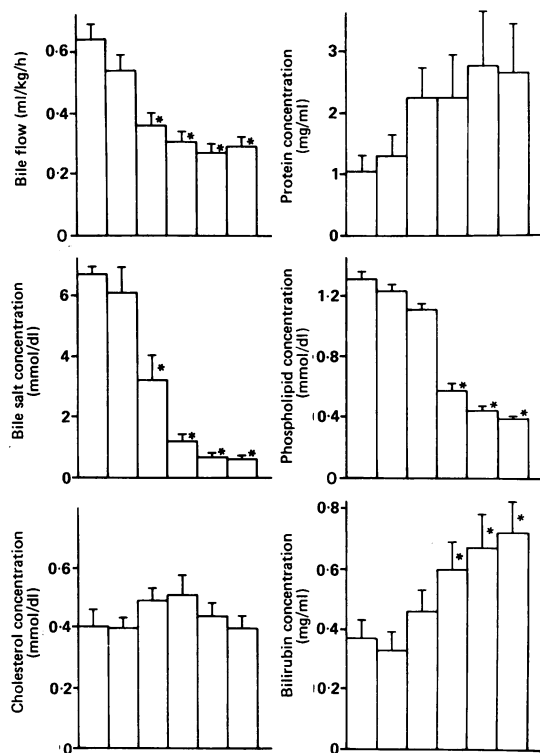 Bile flow (ml/kg/h)
0·6
0·4
0·2
0
* * * *
Protein concentration
(mg/ml)
3
2
1
0
Bile salt concentration
(mmol/dl)
6
4
2
0
* * * *
Phospholipid concentration
(mmol/dl)
1·2
0·8
0·4
0
* * *
Cholesterol concentration
(mmol/dl)
0·6
0·4
0·2
·0
Bilirubin concentration
(mg/ml)
0·8
0·6
0·4
0·2
0·0
* * *